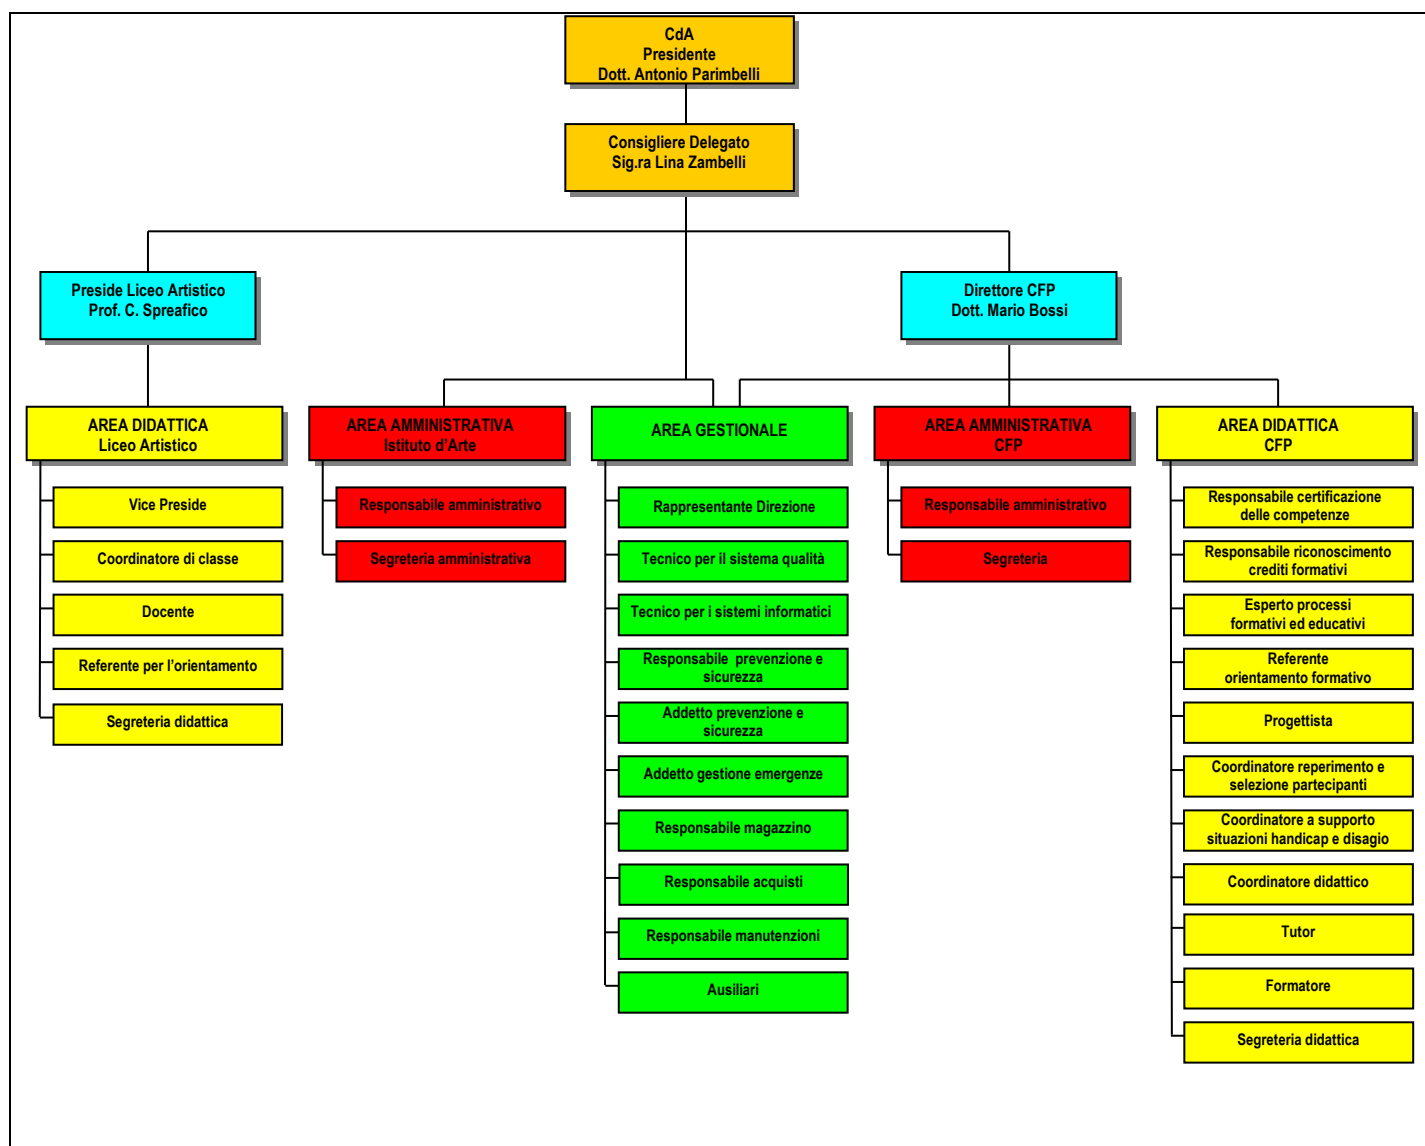 CdA
Presidente
Dott. Antonio Parimbelli
Consigliere Delegato
Sig.ra Lina Zambelli
Preside Liceo Artistico
Prof. C. Spreafico
Direttore CFP
Dott. Mario Bossi
AREA DIDATTICA
Liceo Artistico
Vice Preside
Coordinatore di classe
Docente
Referente per l'orientamento
Segreteria didattica
AREA AMMINISTRATIVA
Istituto d'Arte
Responsabile amministrativo
Segreteria amministrativa
AREA GESTIONALE
Rappresentante Direzione
Tecnico per il sistema qualità
Tecnico per i sistemi informatici
Responsabile prevenzione e
sicurezza
Addetto prevenzione e
sicurezza
Addetto gestione emergenze
Responsabile magazzino
Responsabile acquisti
Responsabile manutenzioni
Ausiliari
AREA AMMINISTRATIVA
CFP
Responsabile amministrativo
Segreteria
AREA DIDATTICA
CFP
Responsabile certificazione
delle competenze
Responsabile riconoscimento
crediti formativi
Esperto processi
formativi ed educativi
Referente
orientamento formativo
Progettista
Coordinatore reperimento e
selezione partecipanti
Coordinatore a supporto
situazioni handicap e disagio
Coordinatore didattico
Tutor
Formatore
Segreteria didattica